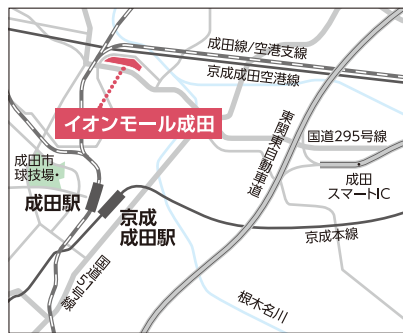 成田線/空港支線
京成成田空港線
イオンモール成田
東関東自動車道
国道295号線
成田市
球技場
成田
スマートIC
成田駅
京成
成田駅
京成本線
国道51号線
根木名川